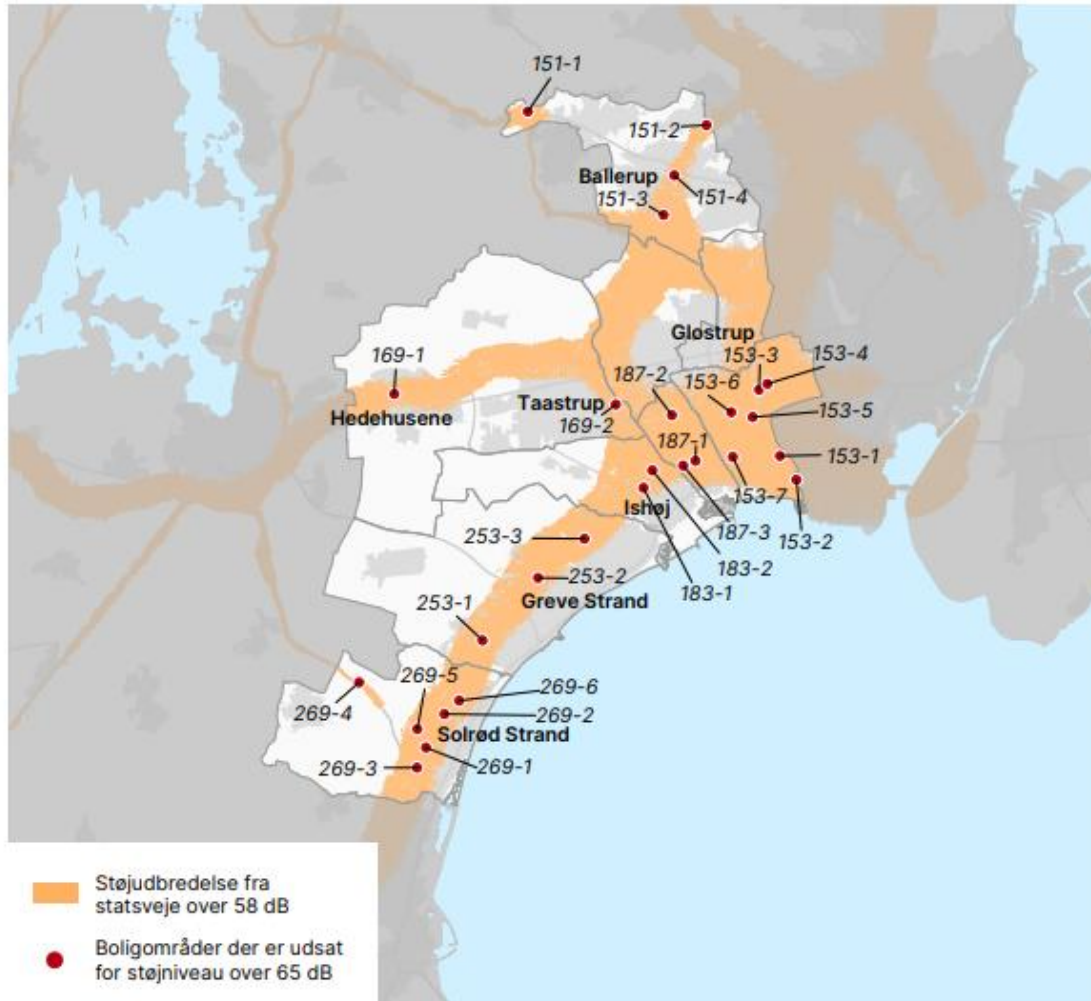 151-1
151-2
Ballerup
151-3
151-4
Glostrup
153-3
153-4
169-1
187-2
153-6
Hedehusene
Taastrup
169-2
153-5
187-1
153-1
Ishøj
153-7
253-3
187-3
153-2
183-2
253-2
183-1
Greve Strand
253-1
269-5
269-6
269-4
269-2
Solrød Strand
269-3
269-1
Støjudbredelse fra
statsveje over 58 dB
Boligområder der er udsat
for støjniveau over 65 dB